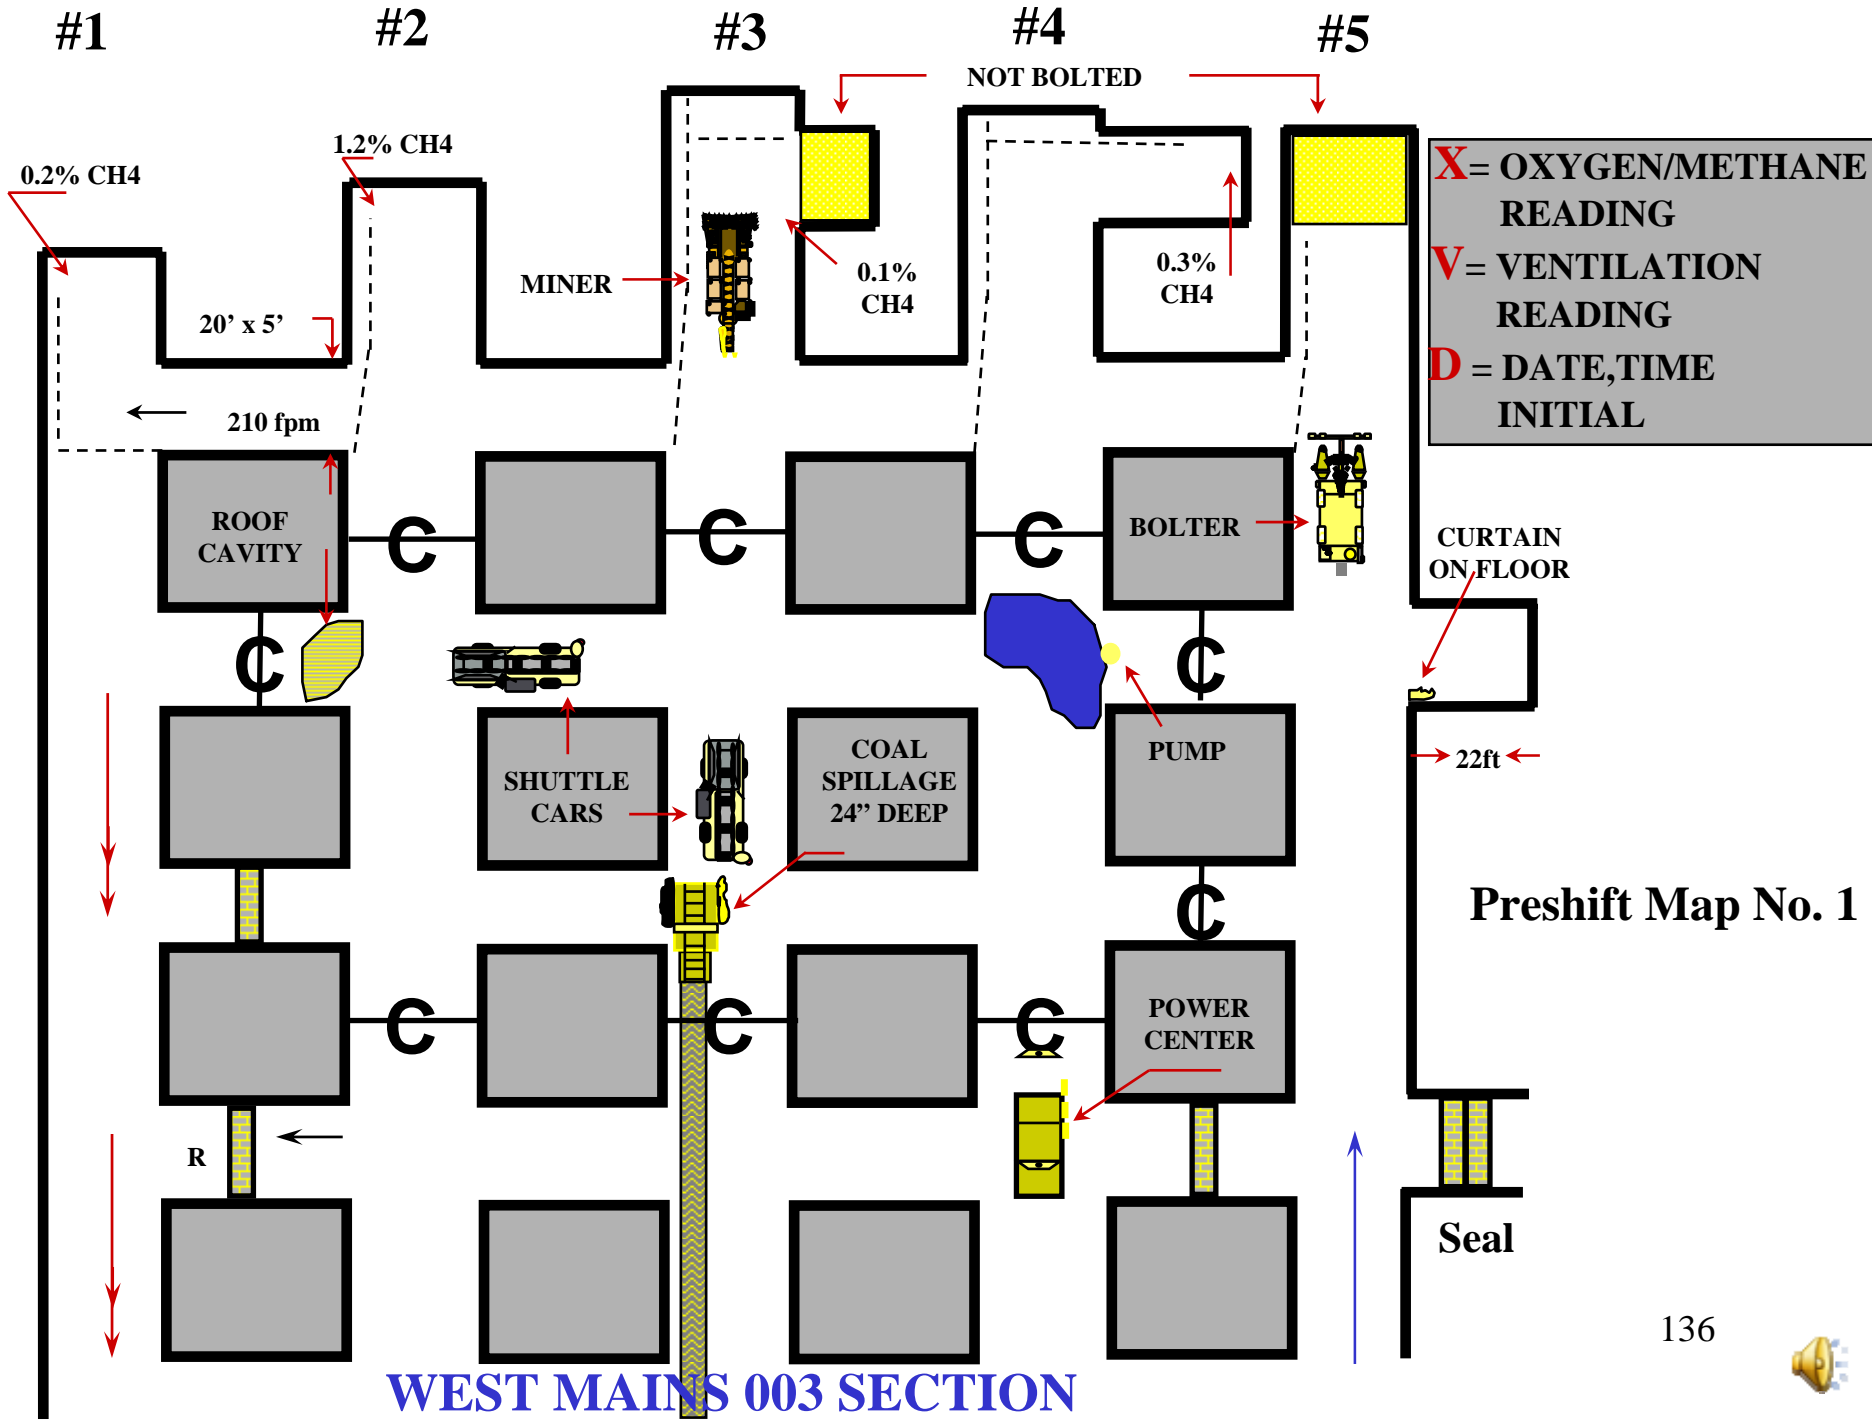 #1
#2
#3
#4
#5
NOT BOLTED
1.2% CH4
0.2% CH4
X= OXYGEN/METHANE
READING
V= VENTILATION
READING
D = DATE,TIME
INITIAL
MINER
0.1%
CH4
0.3%
CH4
20’ x 5’
210 fpm
ROOF
CAVITY
C
C
C
BOLTER
CURTAIN
ON FLOOR
C
C
SHUTTLE
CARS
COAL
SPILLAGE
24” DEEP
PUMP
22ft
C
Preshift Map No. 1
C
C
C
POWER
CENTER
R
Seal
136
WEST MAINS 003 SECTION